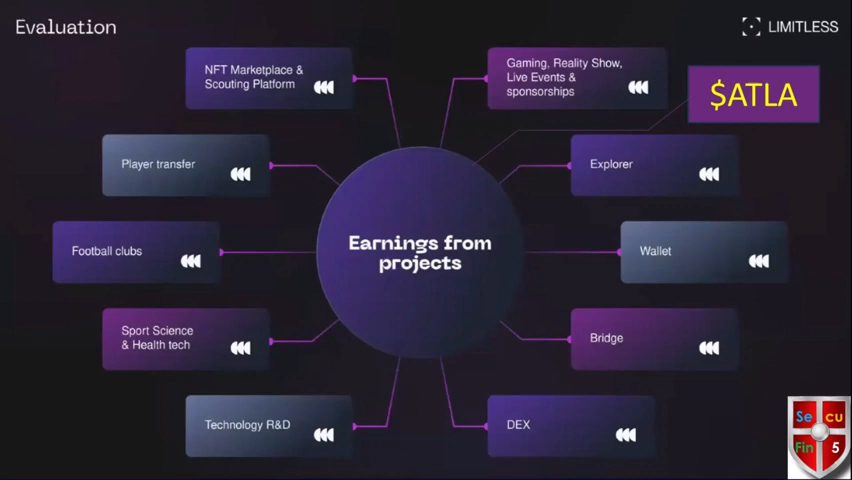 Evaluation
LIMITLESS
NFT Marketplace &
Scouting Platform
Gaming, Reality Show,
Live Events &
sponsorships
$ATLA
Player transfer
Explorer
Football clubs
Earnings from
projects
Wallet
Sport Science
& Health tech
Bridge
Technology R&D
DEX
Se cu
Fin 5